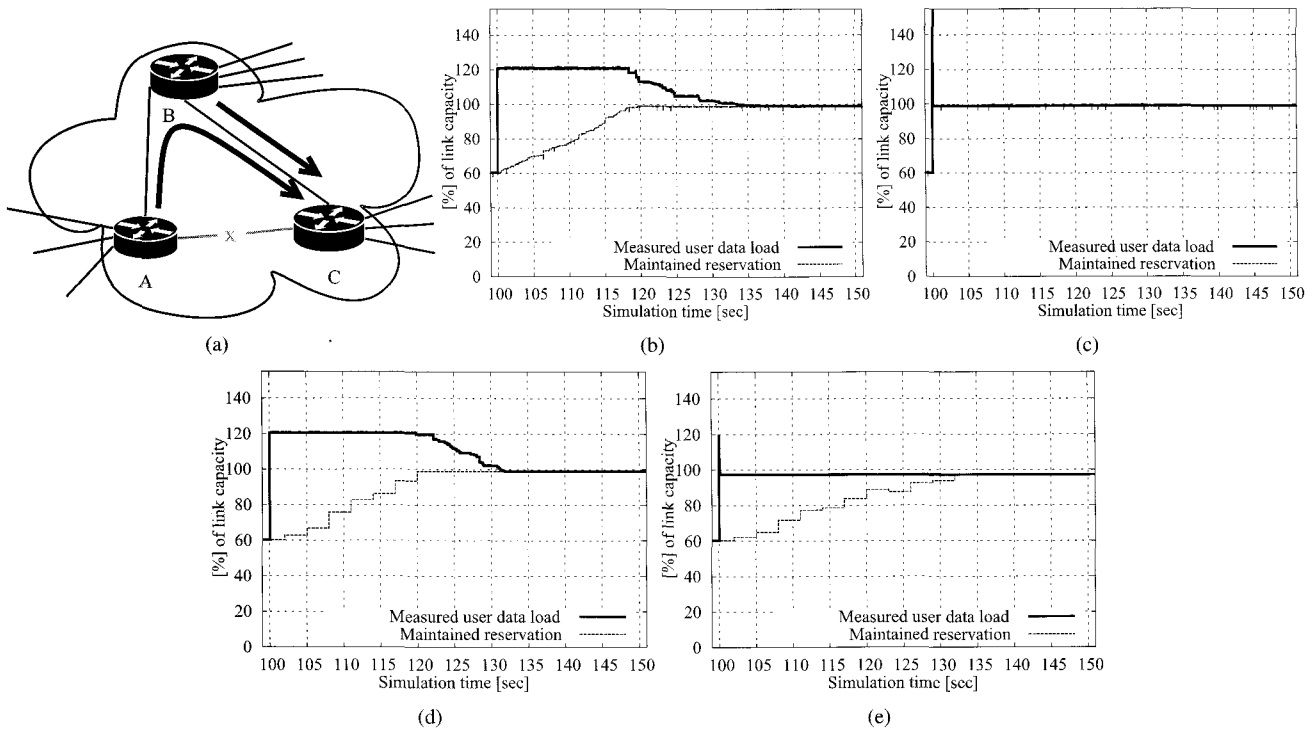 B
A
X
C
(a)
[%] of link capacity
140
120
100
80
60
40
20
0
Measured user data load
Maintained reservation
100 105 110 115 120 125 130 135 140 145 150
Simulation time [sec]
(b)
[%] of link capacity
140
120
100
80
60
40
20
0
Measured user data load
Maintained reservation
100 105 110 115 120 125 130 135 140 145 150
Simulation time [sec]
(c)
[%] of link capacity
140
120
100
80
60
40
20
0
Measured user data load
Maintained reservation
100 105 110 115 120 125 130 135 140 145 150
Simulation time [sec]
(d)
[%] of link capacity
140
120
100
80
60
40
20
0
Measured user data load
Maintained reservation
100 105 110 115 120 125 130 135 140 145 150
Simulation time [sec]
(e)